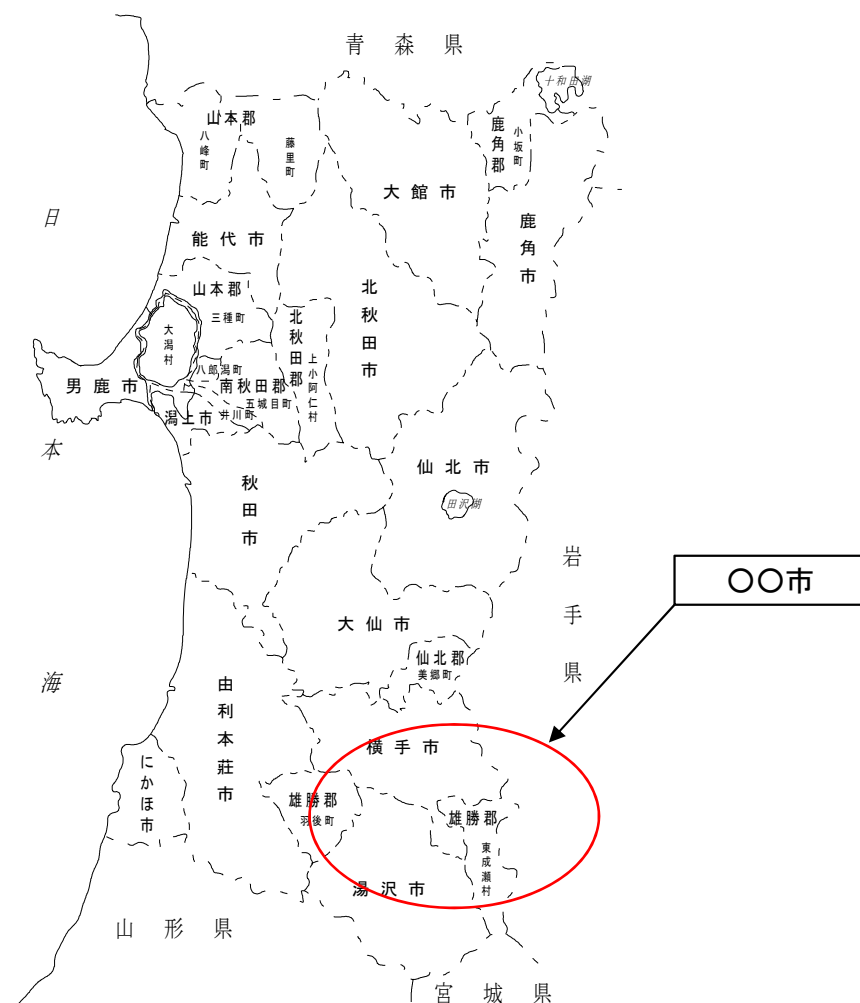 青森県
十和田湖
山本郡
八峰町
藤里町
鹿角郡
小坂町
大館市
日本海
能代市
鹿角市
山本郡
三種町
北秋田市
北秋田郡
上小阿仁村
大潟村
男鹿市
八郎潟町
南秋田郡
五城目町
潟上市
井川町
仙北市
田沢湖
秋田市
岩手県
〇〇市
大仙市
仙北郡
美郷町
由利本荘市
横手市
にかほ市
雄勝郡
羽後町
雄勝郡
東成瀬村
湯沢市
山形県
宮城県